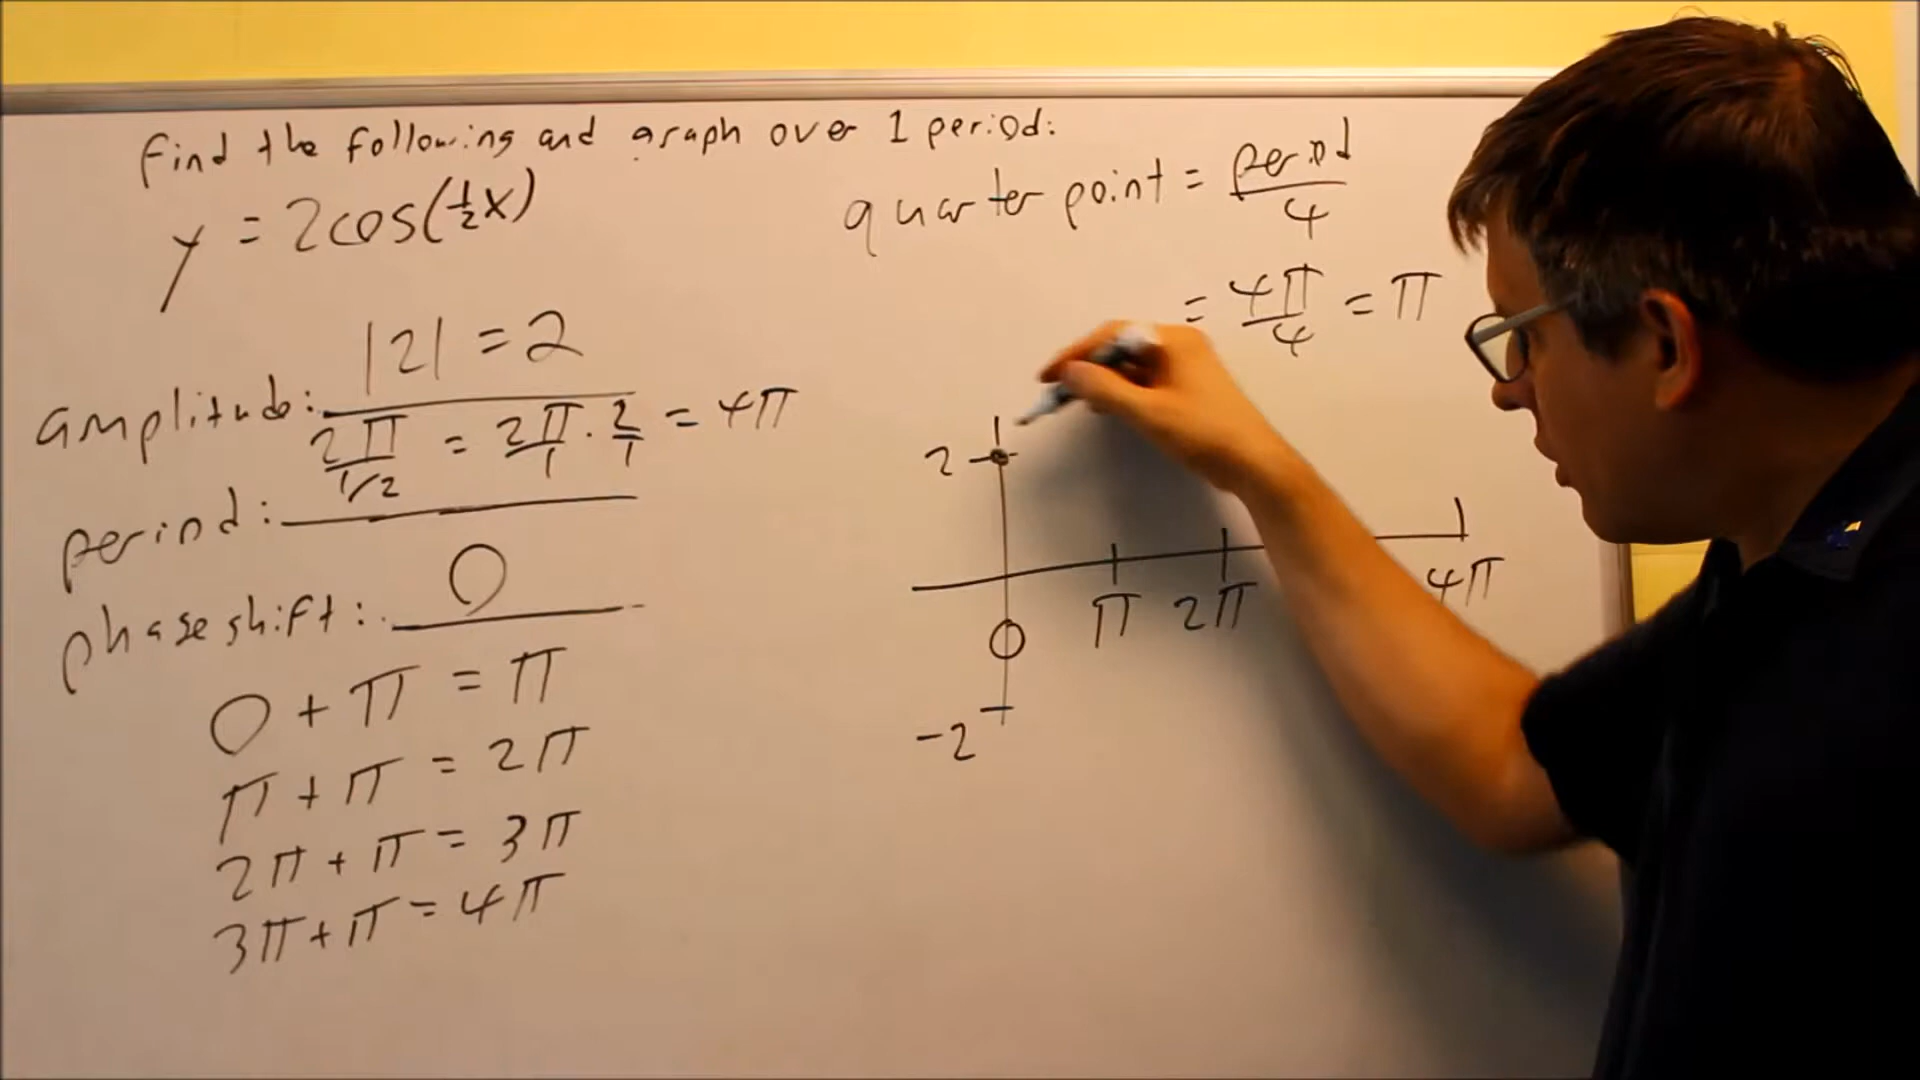 Find the following and graph over 1 period:
y = 2cos(1/2 x)
amplitude: |2| = 2
period: 2π/1/2 = 2π/1 · 2/1 = 4π
phase shift: 0
0 + π = π
π + π = 2π
2π + π = 3π
3π + π = 4π
quarter point = period/4
= 4π/4 = π
2
π 2π 4π
0
-2